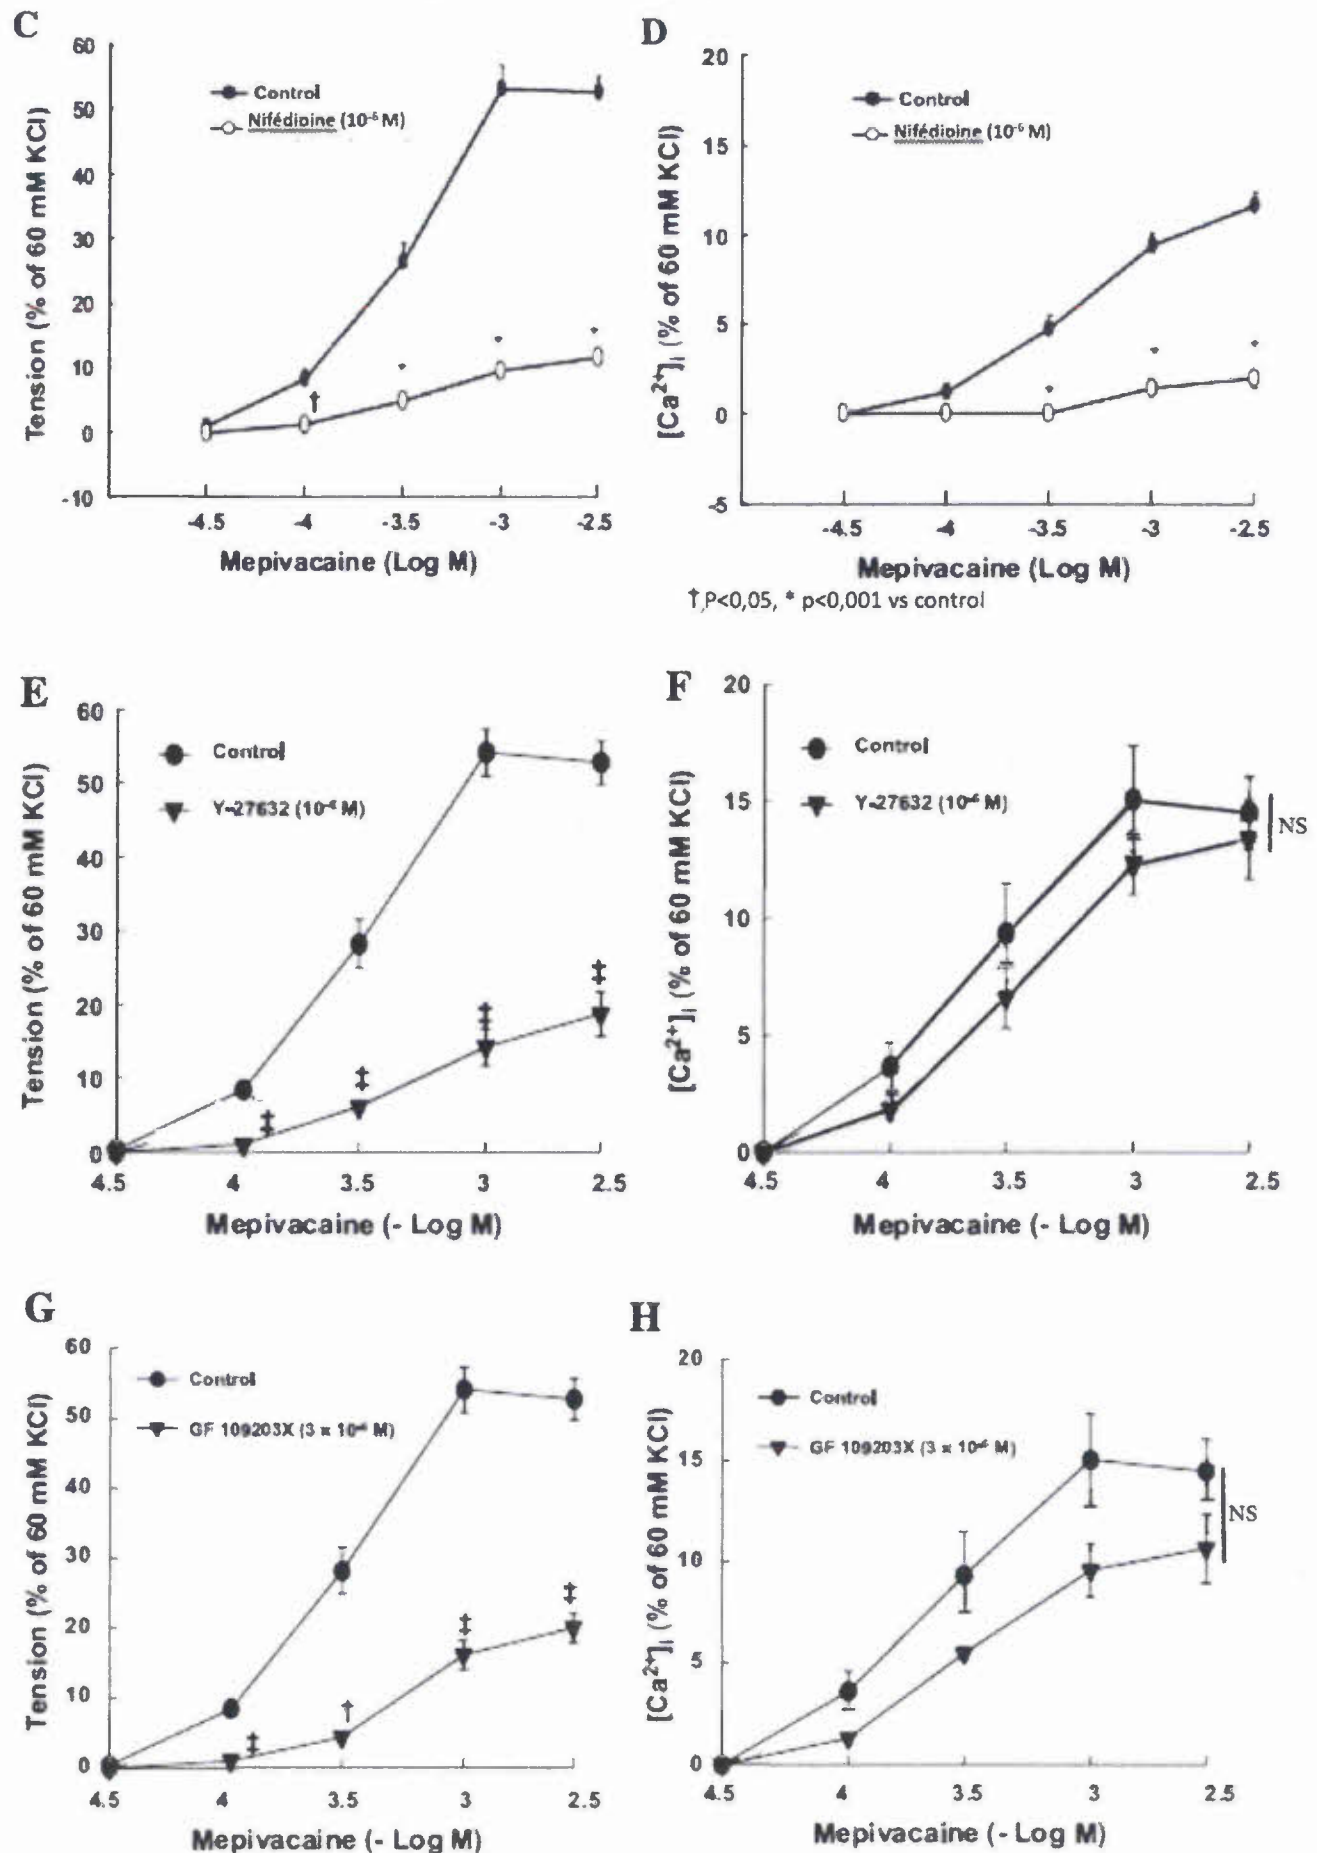 C
Tension (% of 60 mM KCl)
60
50
40
30
20
10
0
-10
Control
Nifédipine (10⁻⁶ M)
†
*
*
*
-4.5 -4 -3.5 -3 -2.5
Mepivacaine (Log M)
D
[Ca²⁺]ᵢ (% of 60 mM KCl)
20
15
10
5
0
-5
Control
Nifédipine (10⁻⁶ M)
*
*
*
-4.5 -4 -3.5 -3 -2.5
Mepivacaine (Log M)
†,P<0,05, * p<0,001 vs control
E
Tension (% of 60 mM KCl)
60
50
40
30
20
10
0
Control
Y-27632 (10⁻⁶ M)
‡
‡
‡
‡
4.5 4 3.5 3 2.5
Mepivacaine (- Log M)
F
[Ca²⁺]ᵢ (% of 60 mM KCl)
20
15
10
5
0
Control
Y-27632 (10⁻⁶ M)
NS
4.5 4 3.5 3 2.5
Mepivacaine (- Log M)
G
Tension (% of 60 mM KCl)
60
50
40
30
20
10
0
Control
GF 109203X (3 x 10⁻⁶ M)
‡
†
‡
‡
4.5 4 3.5 3 2.5
Mepivacaine (- Log M)
H
[Ca²⁺]ᵢ (% of 60 mM KCl)
20
15
10
5
0
Control
GF 109203X (3 x 10⁻⁶ M)
NS
4.5 4 3.5 3 2.5
Mepivacaine (- Log M)